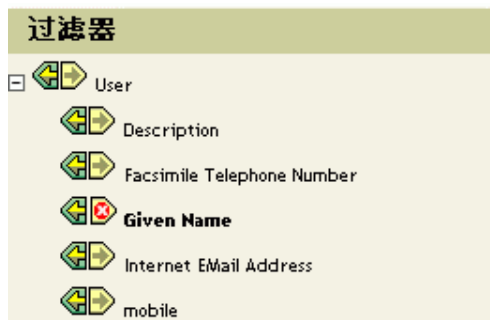 过滤器
User
Description
Facsimile Telephone Number
Given Name
Internet EMail Address
mobile